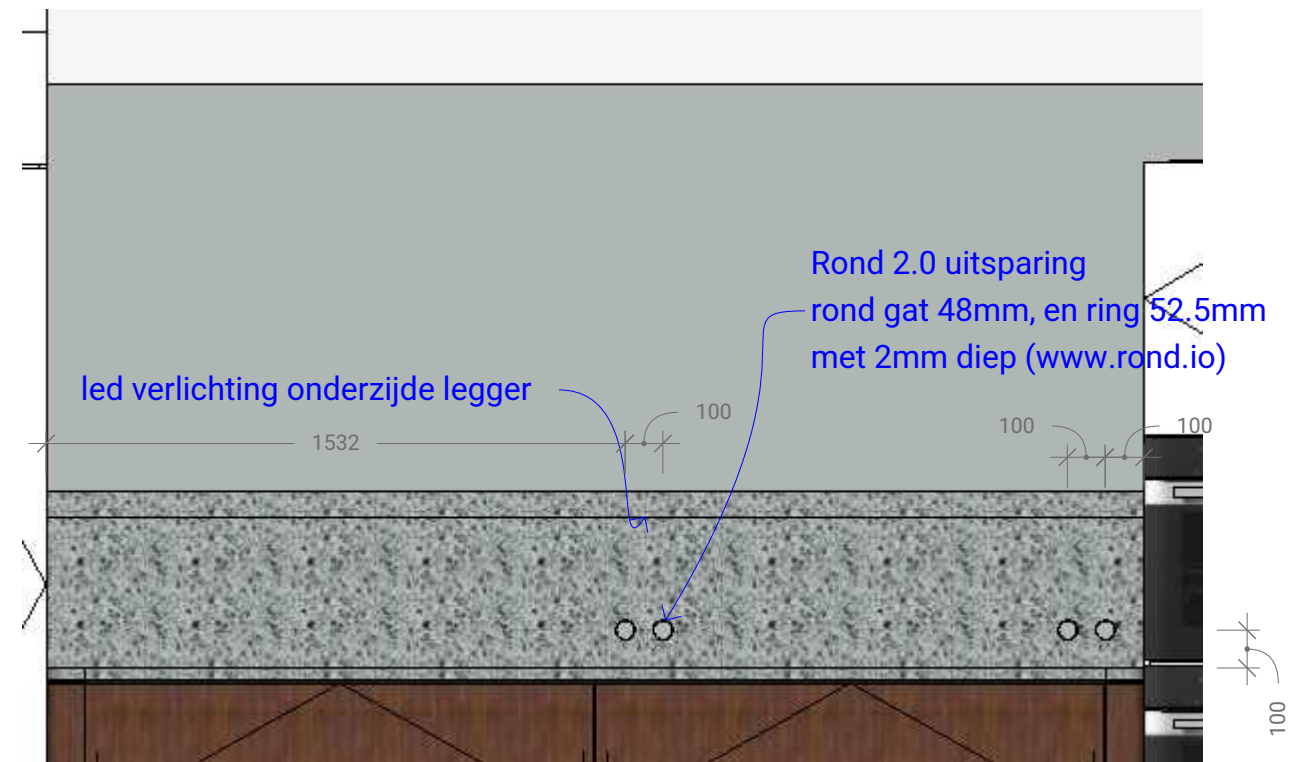 Rond 2.0 uitsparing
rond gat 48mm, en ring 52.5mm
met 2mm diep (www.rond.io)
led verlichting onderzijde legger
100
1532
100
100
100